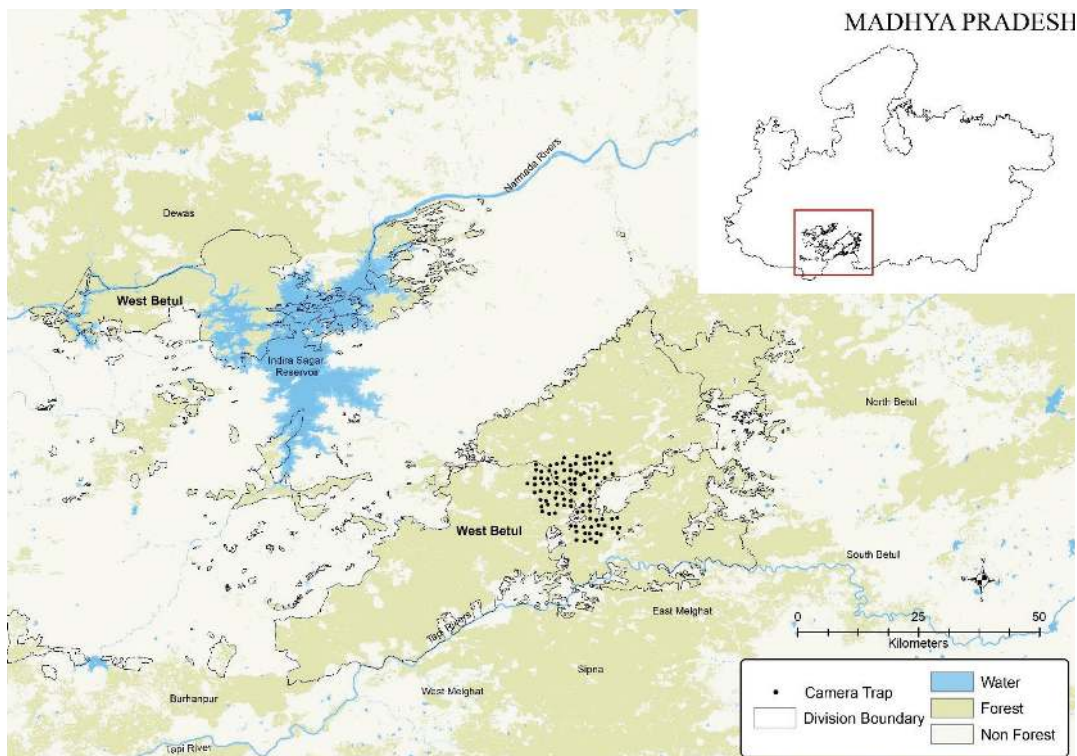 MADHYA PRADESH
Narmada Rivers
Dewas
West Betul
Indira Sagar
Reservoir
North Betul
West Betul
South Betul
N
S
East Melghat
0 25 50
Kilometers
Tapi Rivers
Sipna
West Melghat
Burhanpur
Tapi River
Camera Trap
Division Boundary
Water
Forest
Non Forest